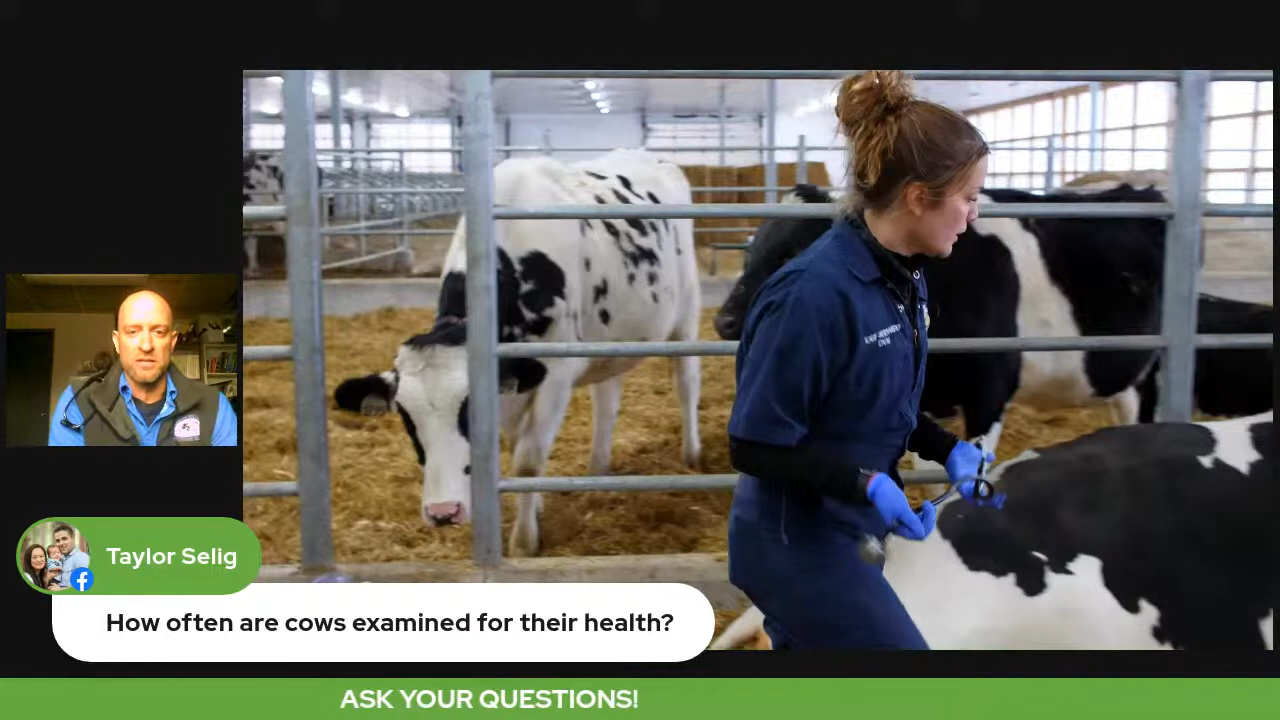 Taylor Selig
How often are cows examined for their health?
ASK YOUR QUESTIONS!